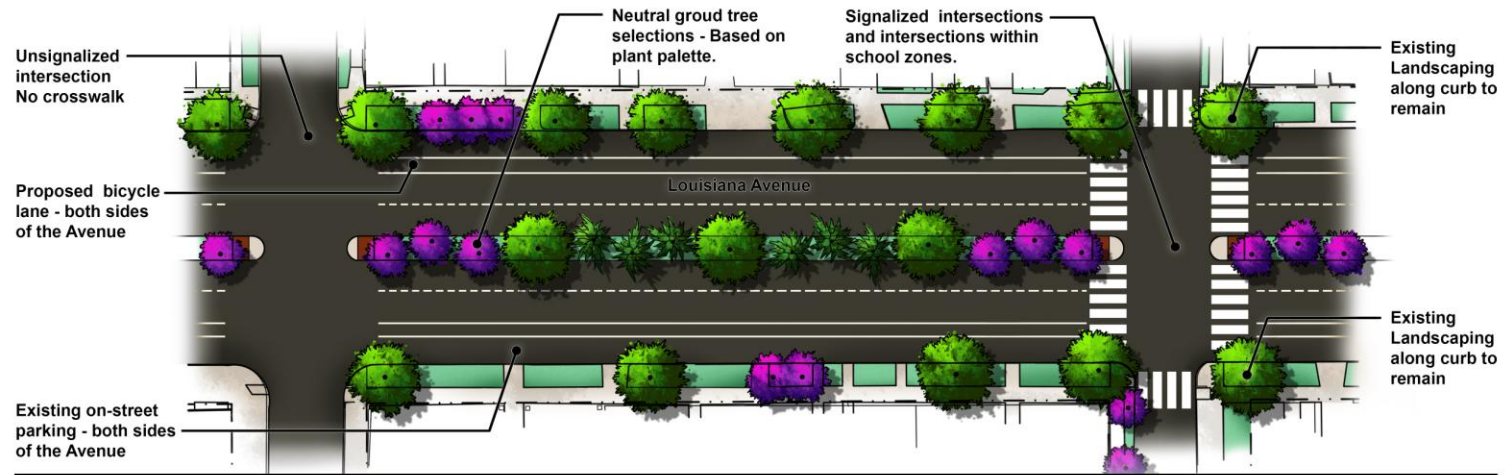 Unsignalized
intersection
No crosswalk
Neutral groud tree
selections - Based on
plant palette.
Signalized intersections
and intersections within
school zones.
Existing
Landscaping
along curb to
remain
Proposed bicycle
lane - both sides
of the Avenue
Louisiana Avenue
Existing on-street
parking - both sides
of the Avenue
Existing
Landscaping
along curb to
remain